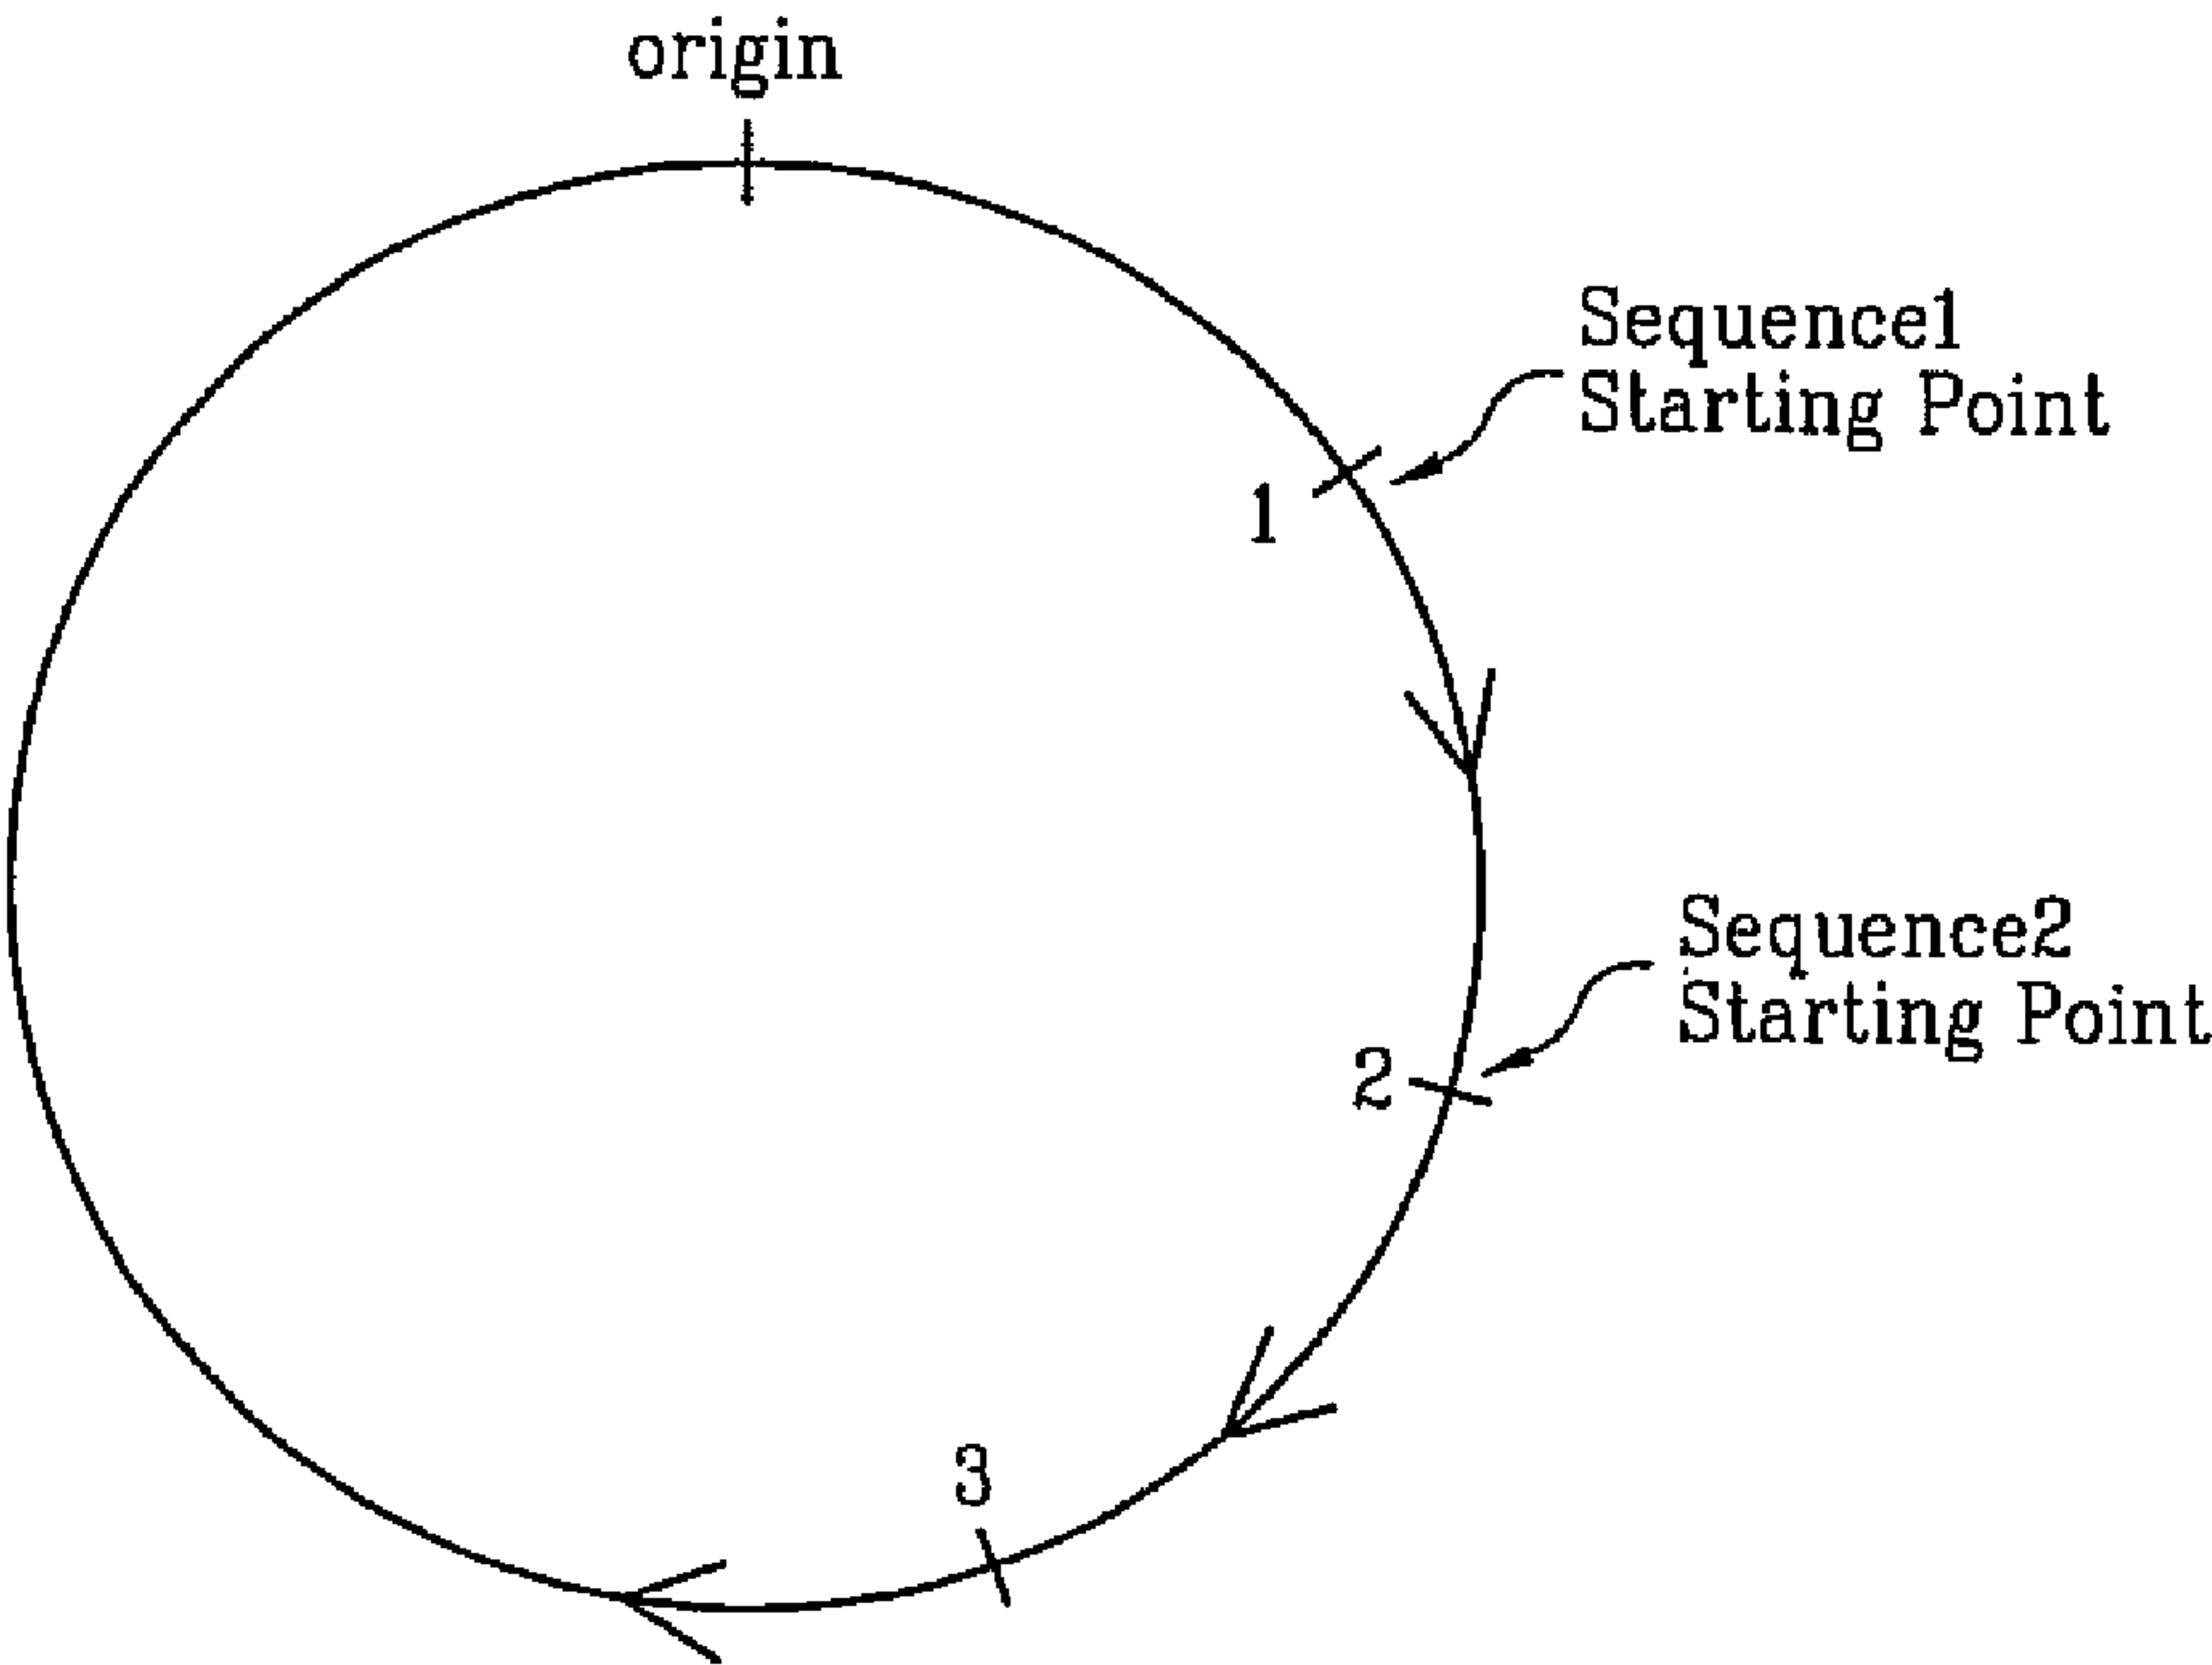 origin
Sequence1
Starting Point
1
Sequence2
Starting Point
2
3